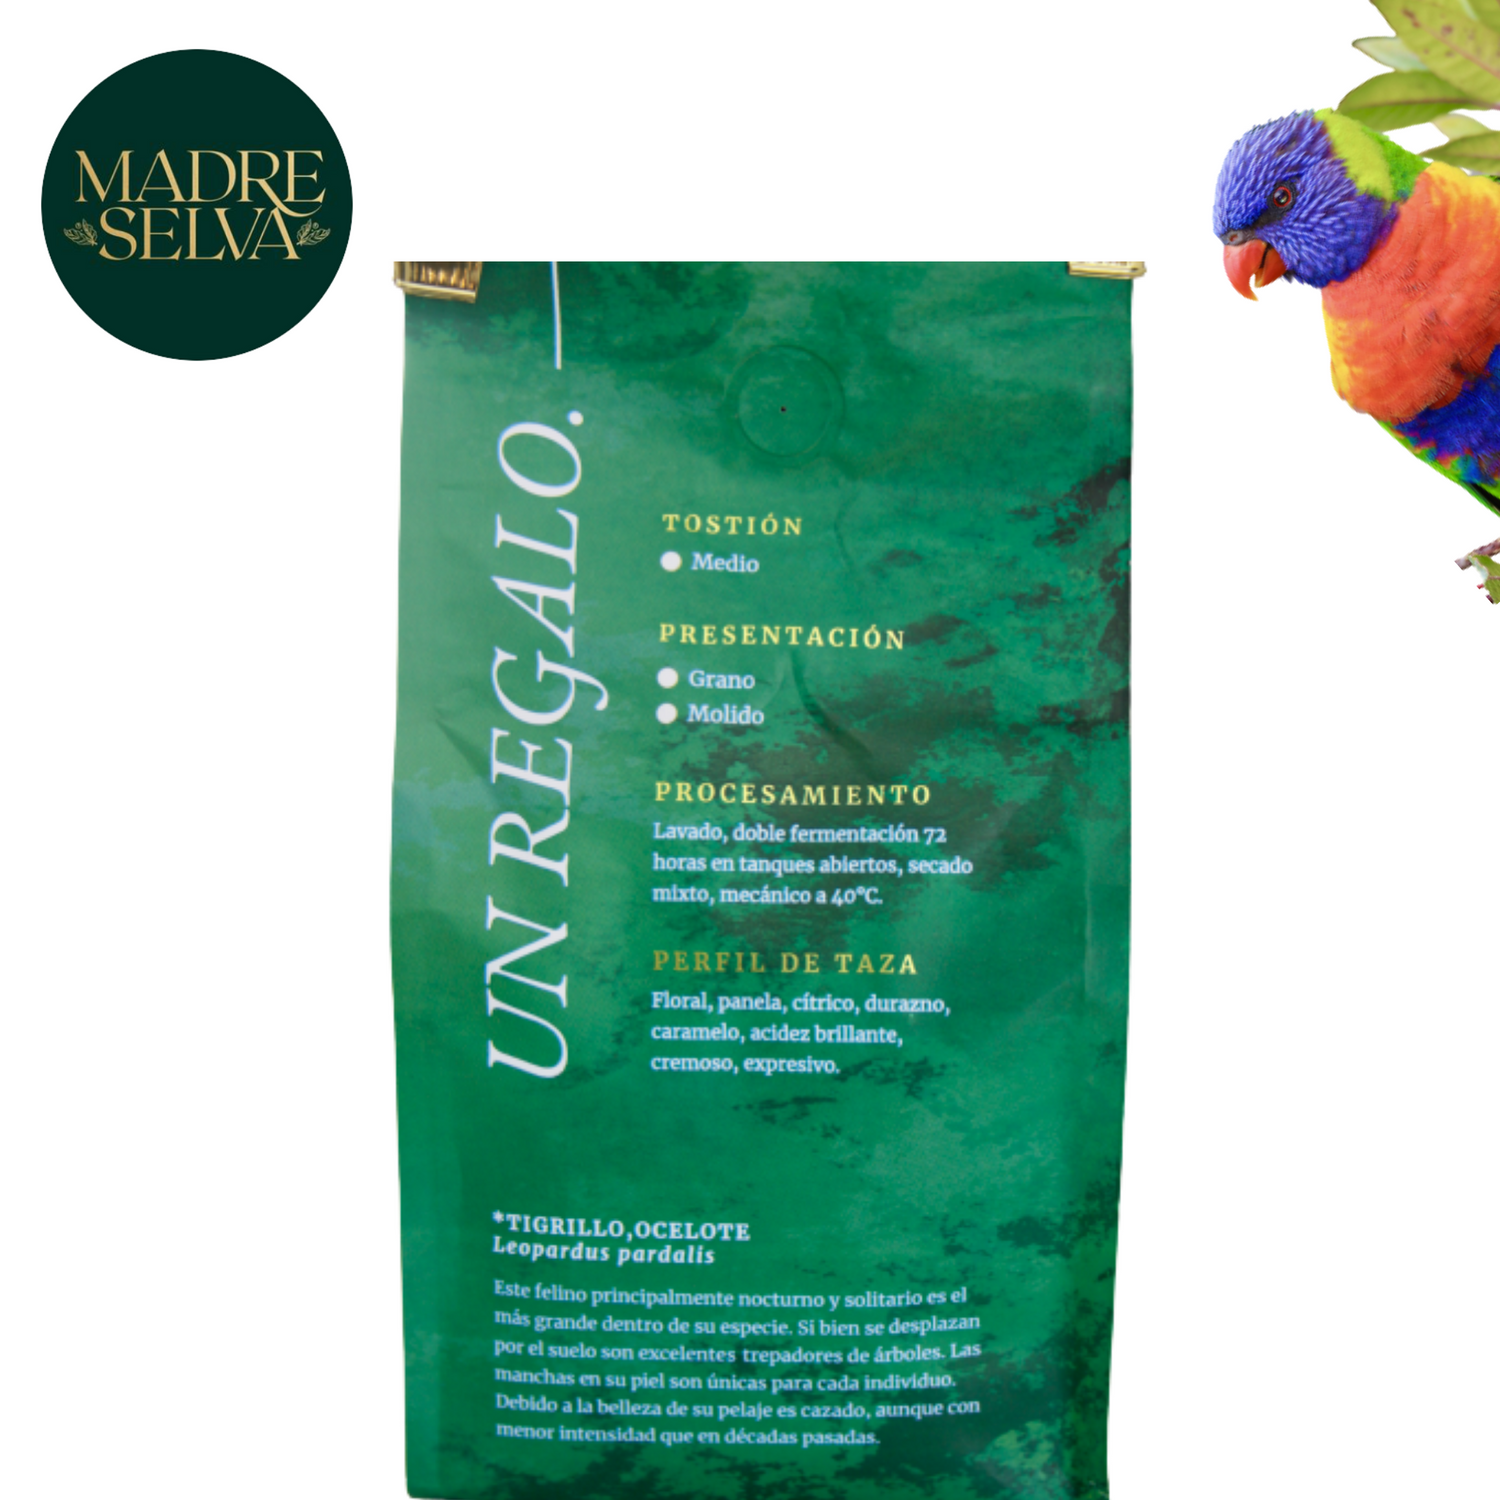 MADRE
SELVA
UN REGALO.
TOSTIÓN
Medio
PRESENTACIÓN
Grano
Molido
PROCESAMIENTO
Lavado, doble fermentación 72
horas en tanques abiertos, secado
mixto, mecánico a 40°C.
PERFIL DE TAZA
Floral, panela, cítrico, durazno,
caramelo, acidez brillante,
cremoso, expresivo.
*TIGRILLO,OCELOTE
Leopardus pardalis
Este felino principalmente nocturno y solitario es el
más grande dentro de su especie. Si bien se desplazan
por el suelo son excelentes trepadores de árboles. Las
manchas en su piel son únicas para cada individuo.
Debido a la belleza de su pelaje es cazado, aunque con
menor intensidad que en décadas pasadas.